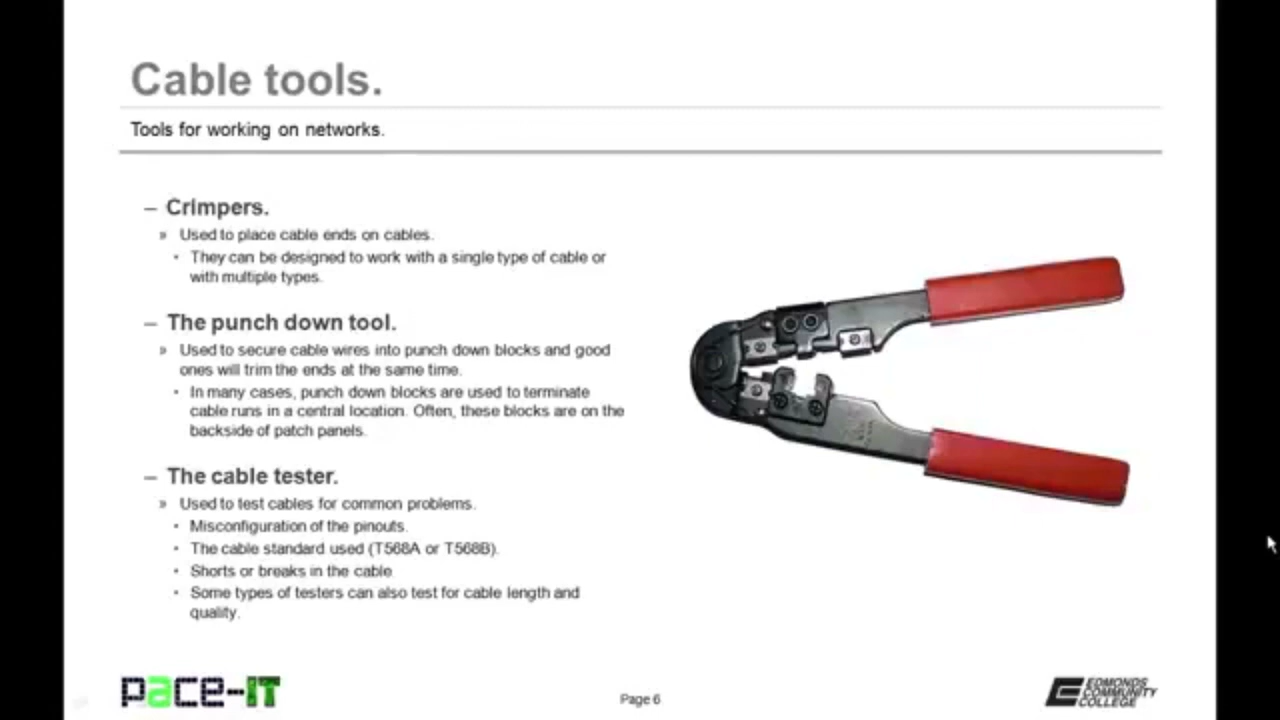 Cable tools.
Tools for working on networks.
– Crimpers.
» Used to place cable ends on cables.
• They can be designed to work with a single type of cable or
with multiple types.
– The punch down tool.
» Used to secure cable wires into punch down blocks and good
ones will trim the ends at the same time.
• In many cases, punch down blocks are used to terminate
cable runs in a central location. Often, these blocks are on the
backside of patch panels.
– The cable tester.
» Used to test cables for common problems.
• Misconfiguration of the pinouts.
• The cable standard used (T568A or T568B).
• Shorts or breaks in the cable
• Some types of testers can also test for cable length and
quality.
pace-IT
Page 6
EDMONDS
COMMUNITY
COLLEGE